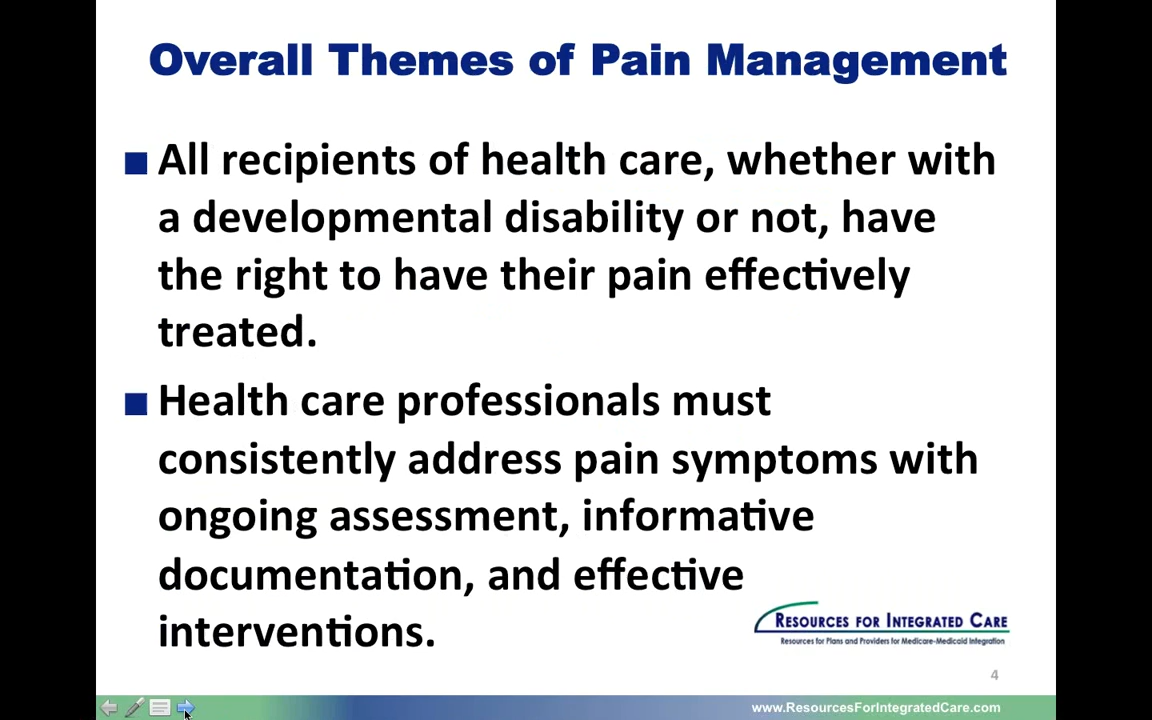 Overall Themes of Pain Management
■ All recipients of health care, whether with
a developmental disability or not, have
the right to have their pain effectively
treated.
■ Health care professionals must
consistently address pain symptoms with
ongoing assessment, informative
documentation, and effective
interventions.
RESOURCES FOR INTEGRATED CARE
Resources for Plans and Providers for Medicare-Medicaid Integration
4
www.ResourcesForIntegratedCare.com